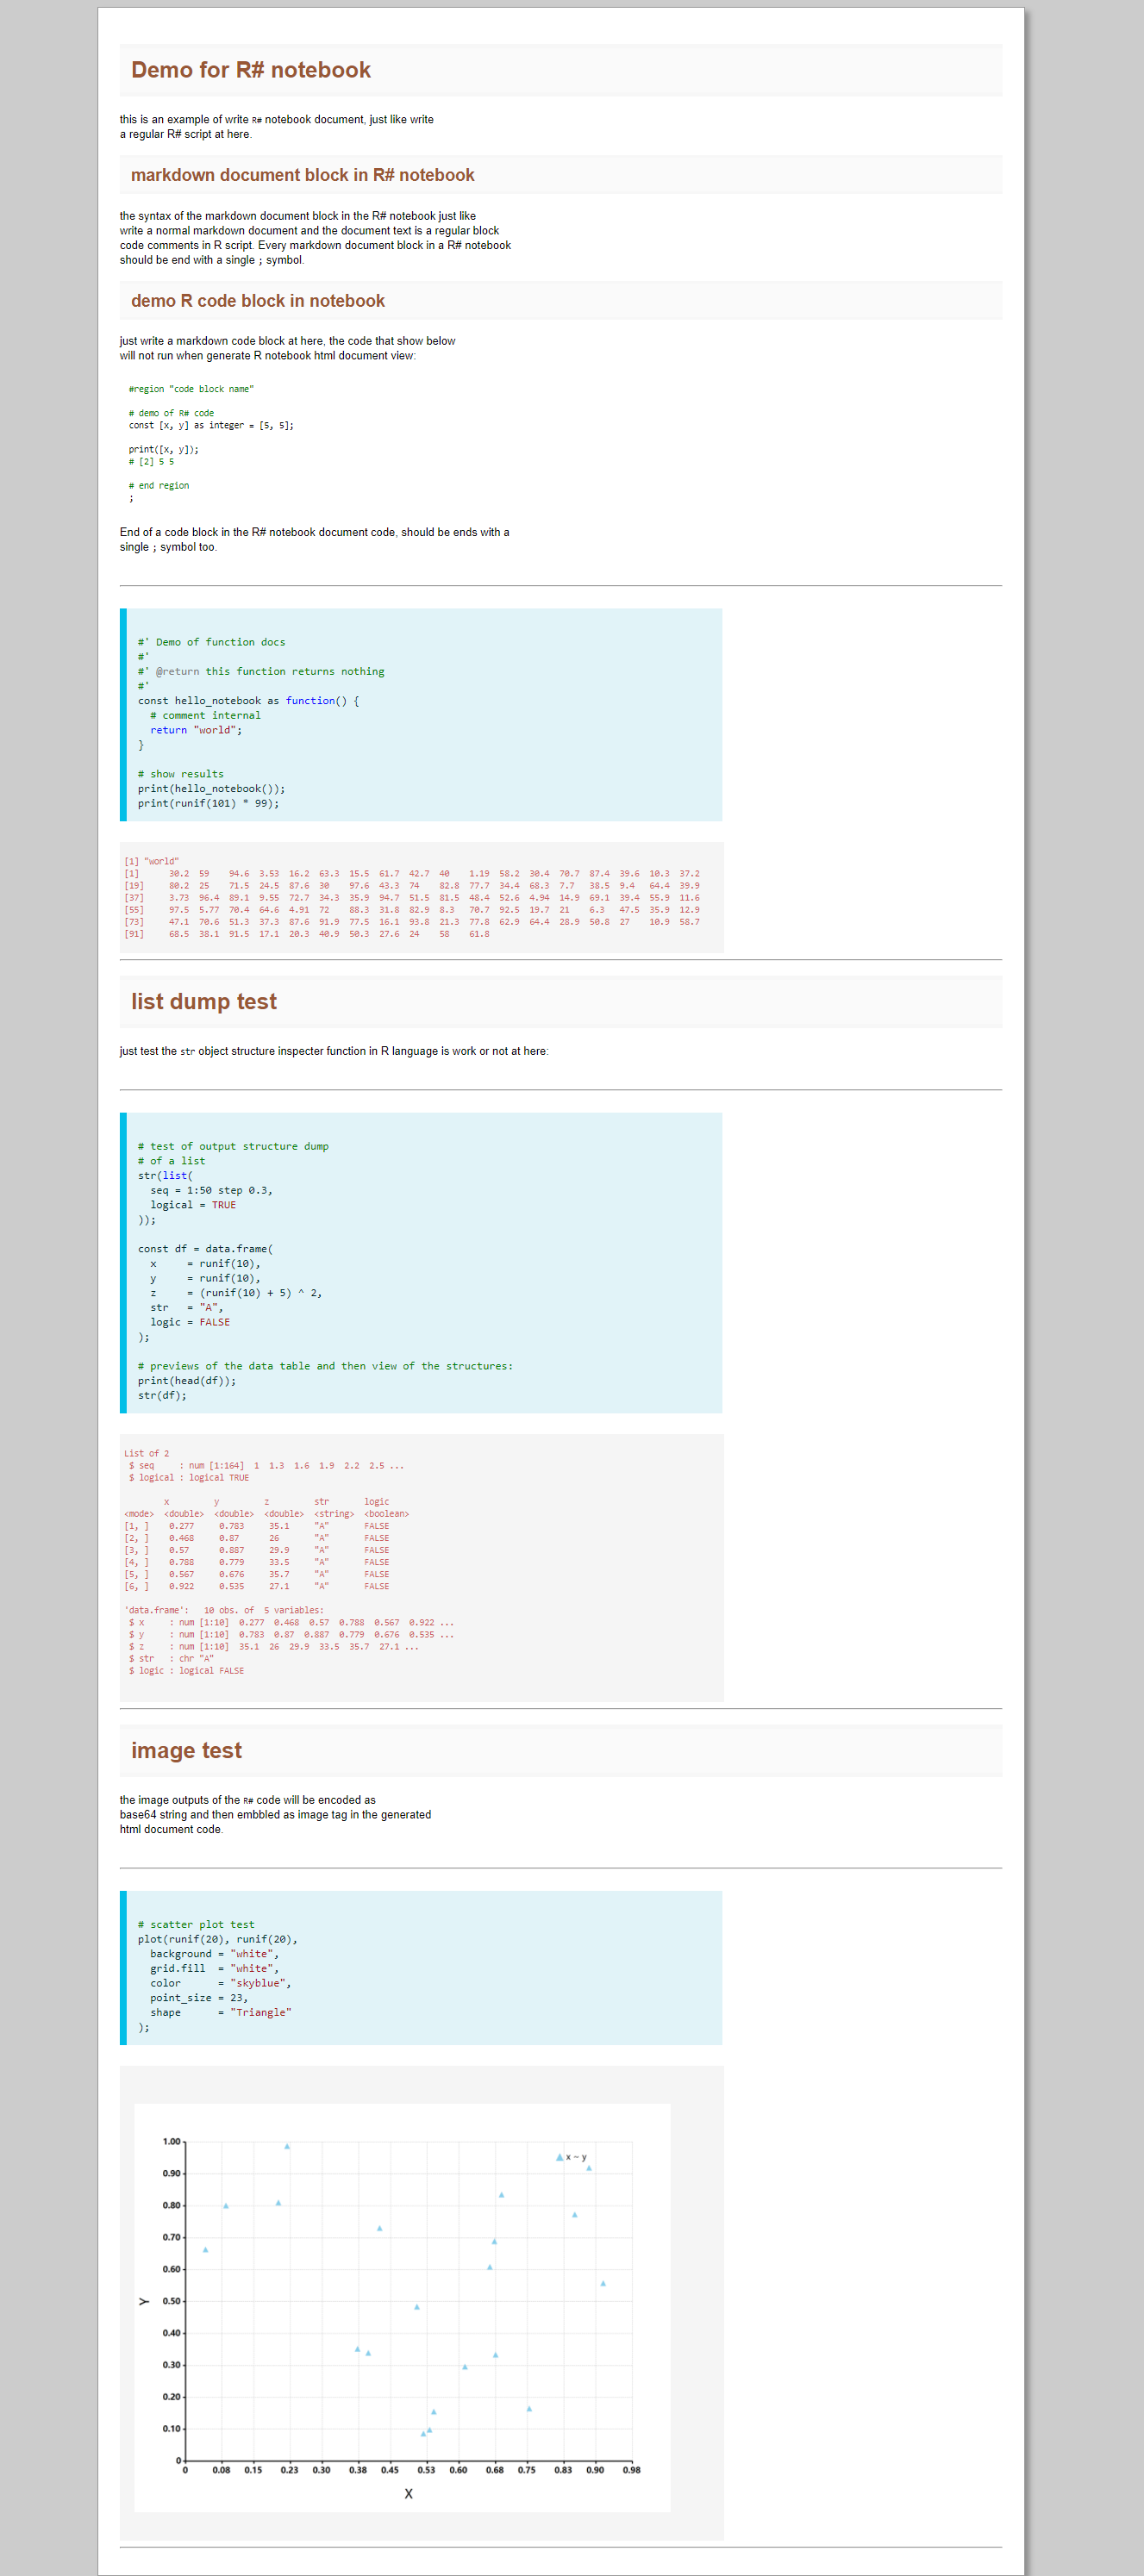 Demo for R# notebook
this is an example of write R# notebook document, just like write
a regular R# script at here.
markdown document block in R# notebook
the syntax of the markdown document block in the R# notebook just like
write a normal markdown document and the document text is a regular block
code comments in R script. Every markdown document block in a R# notebook
should be end with a single ; symbol.
demo R code block in notebook
just write a markdown code block at here, the code that show below
will not run when generate R notebook html document view:
#region "code block name"
# demo of R# code
const [x, y] as integer = [5, 5];
print([x, y]);
# [2] 5 5
# end region
;
End of a code block in the R# notebook document code, should be ends with a
single ; symbol too.
#' Demo of function docs
#'
#' @return this function returns nothing
#'
const hello_notebook as function() {
  # comment internal
  return "world";
}
# show results
print(hello_notebook());
print(runif(101) * 99);
[1] "world"
[1] 30.2 59 94.6 3.53 16.2 63.3 15.5 61.7 42.7 40 1.19 58.2 30.4 70.7 87.4 39.6 10.3 37.2
[19] 80.2 25 71.5 24.5 87.6 30 97.6 43.3 74 82.8 77.7 34.4 68.3 7.7 38.5 9.4 64.4 39.9
[37] 3.73 96.4 89.1 9.55 72.7 34.3 35.9 94.7 51.5 81.5 48.4 52.6 4.94 14.9 69.1 39.4 55.9 11.6
[55] 97.5 5.77 70.4 64.6 4.91 72 88.3 31.8 82.9 8.3 70.7 92.5 19.7 21 6.3 47.5 35.9 12.9
[73] 47.1 70.6 51.3 37.3 87.6 91.9 77.5 16.1 93.8 21.3 77.8 62.9 64.4 28.9 50.8 27 10.9 58.7
[91] 68.5 38.1 91.5 17.1 20.3 40.9 50.3 27.6 24 58 61.8
list dump test
just test the str object structure inspecter function in R language is work or not at here:
# test of output structure dump
# of a list
str(list(
  seq = 1:50 step 0.3,
  logical = TRUE
));
const df = data.frame(
  x     = runif(10),
  y     = runif(10),
  z     = (runif(10) + 5) ^ 2,
  str   = "A",
  logic = FALSE
);
# previews of the data table and then view of the structures:
print(head(df));
str(df);
List of 2
$ seq : num [1:164] 1 1.3 1.6 1.9 2.2 2.5 ...
$ logical : logical TRUE
x y z str logic
<mode> <double> <double> <double> <string> <boolean>
[1, ] 0.277 0.783 35.1 "A" FALSE
[2, ] 0.468 0.87 26 "A" FALSE
[3, ] 0.57 0.887 29.9 "A" FALSE
[4, ] 0.788 0.779 33.5 "A" FALSE
[5, ] 0.567 0.676 35.7 "A" FALSE
[6, ] 0.922 0.535 27.1 "A" FALSE
'data.frame': 10 obs. of 5 variables:
$ x : num [1:10] 0.277 0.468 0.57 0.788 0.567 0.922 ...
$ y : num [1:10] 0.783 0.87 0.887 0.779 0.676 0.535 ...
$ z : num [1:10] 35.1 26 29.9 33.5 35.7 27.1 ...
$ str : chr "A"
$ logic : logical FALSE
image test
the image outputs of the R# code will be encoded as
base64 string and then embbled as image tag in the generated
html document code.
# scatter plot test
plot(runif(20), runif(20),
  background = "white",
  grid.fill  = "white",
  color      = "skyblue",
  point_size = 23,
  shape      = "Triangle"
);
1.00
x ~ y
0.90
0.80
0.70
0.60
Y
0.50
0.40
0.30
0.20
0.10
0
0 0.08 0.15 0.23 0.30 0.38 0.45 0.53 0.60 0.68 0.75 0.83 0.90 0.98
X